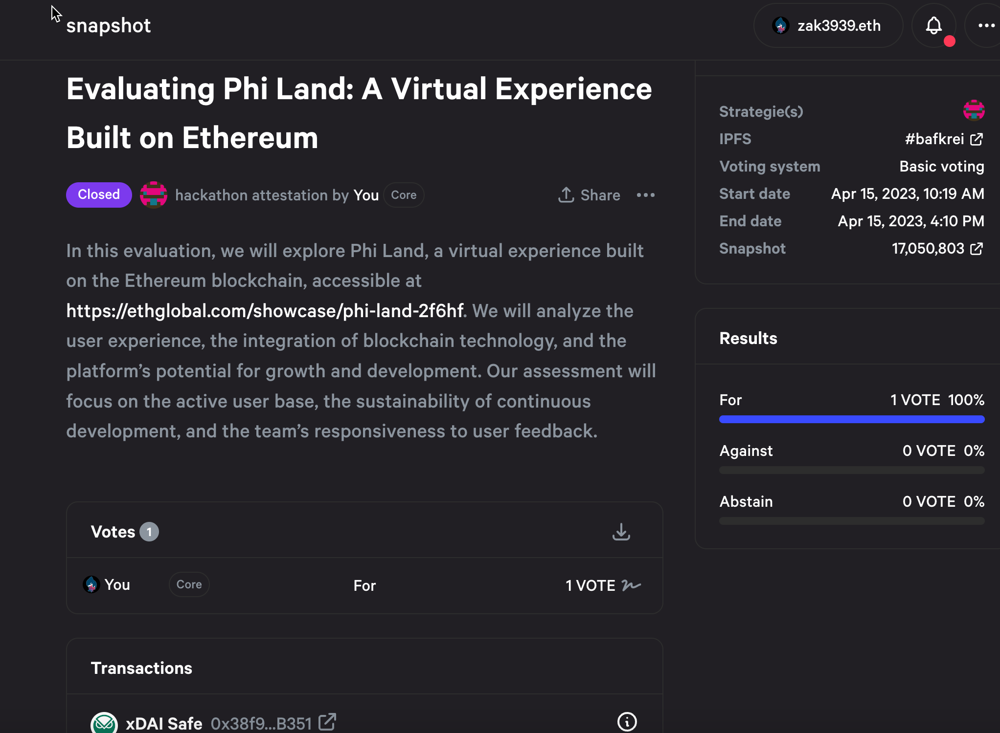 snapshot
zak3939.eth
Evaluating Phi Land: A Virtual Experience
Built on Ethereum
Closed
hackathon attestation by You
Core
Share
In this evaluation, we will explore Phi Land, a virtual experience built
on the Ethereum blockchain, accessible at
https://ethglobal.com/showcase/phi-land-2f6hf. We will analyze the
user experience, the integration of blockchain technology, and the
platform’s potential for growth and development. Our assessment will
focus on the active user base, the sustainability of continuous
development, and the team’s responsiveness to user feedback.
Votes 1
You Core For 1 VOTE
Transactions
xDAI Safe 0x38f9...B351
Strategie(s)
IPFS #bafkrei
Voting system Basic voting
Start date Apr 15, 2023, 10:19 AM
End date Apr 15, 2023, 4:10 PM
Snapshot 17,050,803
Results
For 1 VOTE 100%
Against 0 VOTE 0%
Abstain 0 VOTE 0%